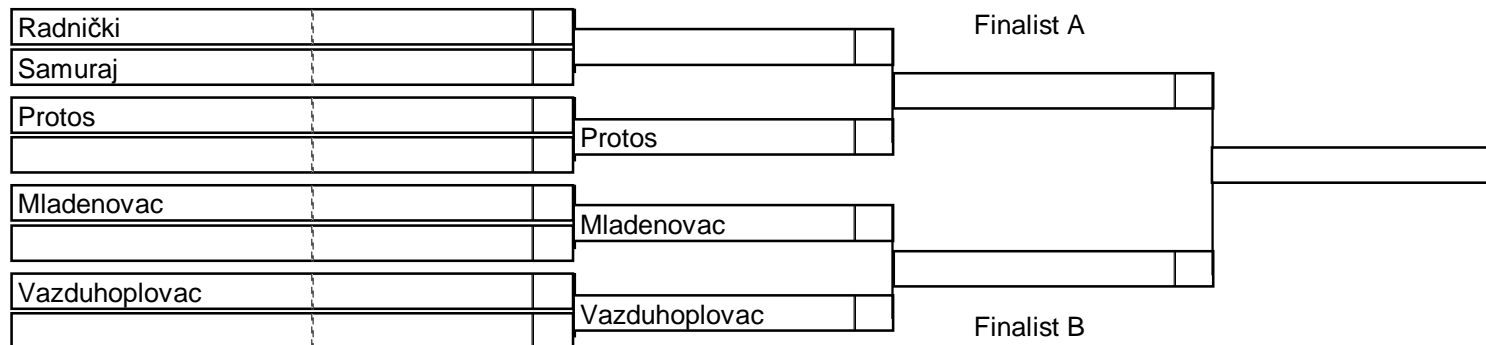 Radnički
Samuraj
Protos
Mladenovac
Vazduhoplovac
Protos
Mladenovac
Vazduhoplovac
Finalist A
Finalist B